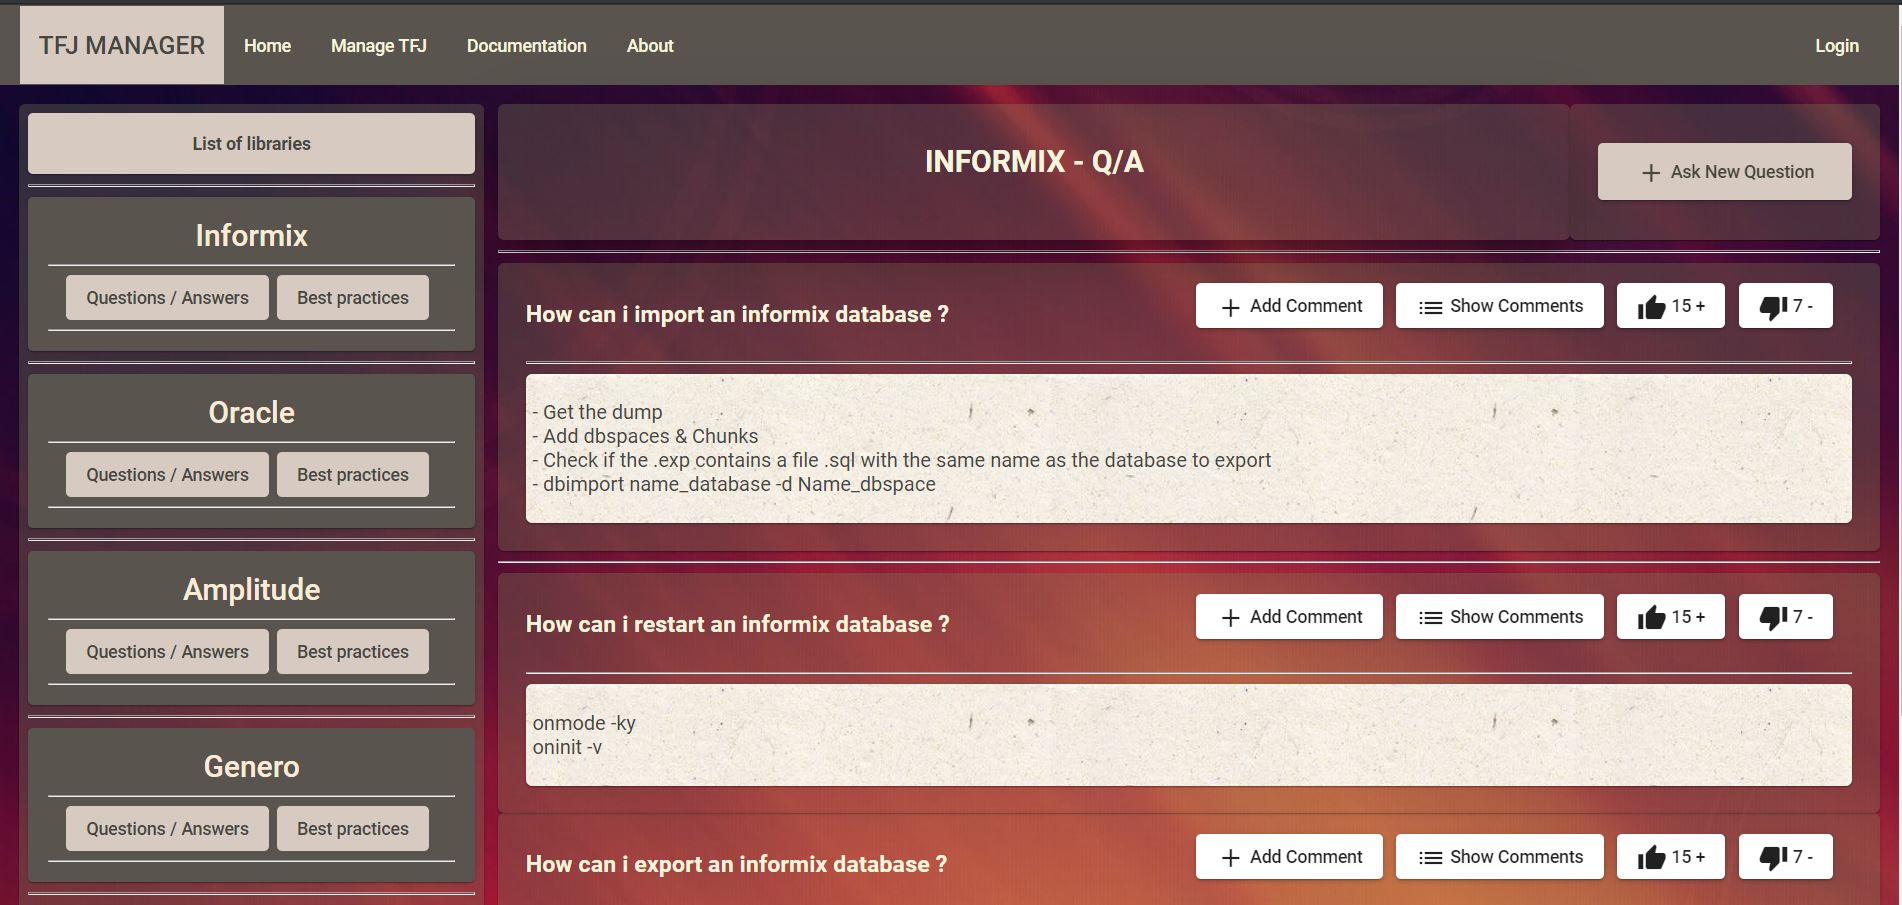 TFJ MANAGER
Home
Manage TFJ
Documentation
About
Login
List of libraries
Informix
Questions / Answers
Best practices
Oracle
Questions / Answers
Best practices
Amplitude
Questions / Answers
Best practices
Genero
Questions / Answers
Best practices
INFORMIX - Q/A
Ask New Question
How can i import an informix database ?
Add Comment
Show Comments
15 +
7 -
- Get the dump
- Add dbspaces & Chunks
- Check if the .exp contains a file .sql with the same name as the database to export
- dbimport name_database -d Name_dbspace
How can i restart an informix database ?
Add Comment
Show Comments
15 +
7 -
onmode -ky
oninit -v
How can i export an informix database ?
Add Comment
Show Comments
15 +
7 -